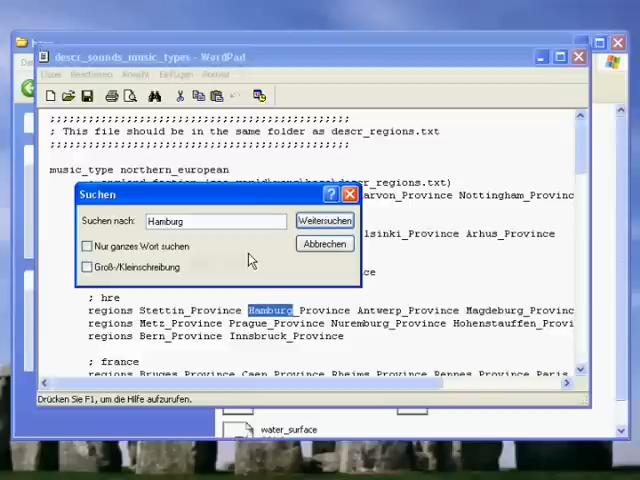 descr_sounds_music_types - WordPad
Datei Bearbeiten Ansicht Einfügen Format
;;;;;;;;;;;;;;;;;;;;;;;;;;;;;;;;;;;;;;;;;;;;;;;
; This file should be in the same folder as descr_regions.txt
;;;;;;;;;;;;;;;;;;;;;;;;;;;;;;;;;;;;;;;;;;;;;;;
music_type northern_european
descr_regions.txt)
arvon_Province Nottingham_Provinc
lsinki_Province Arhus_Province
ce
Suchen
Suchen nach: Hamburg
Weitersuchen
Nur ganzes Wort suchen
Abbrechen
Groß-/Kleinschreibung
; hre
regions Stettin_Province Hamburg_Province Antwerp_Province Magdeburg_Provinc
regions Metz_Province Prague_Province Nuremburg_Province Hohenstauffen_Provi
regions Bern_Province Innsbruck_Province
; france
regions Bruges_Province Caen_Province Rheims_Province Rennes_Province Paris
Drücken Sie F1, um die Hilfe aufzurufen.
water_surface